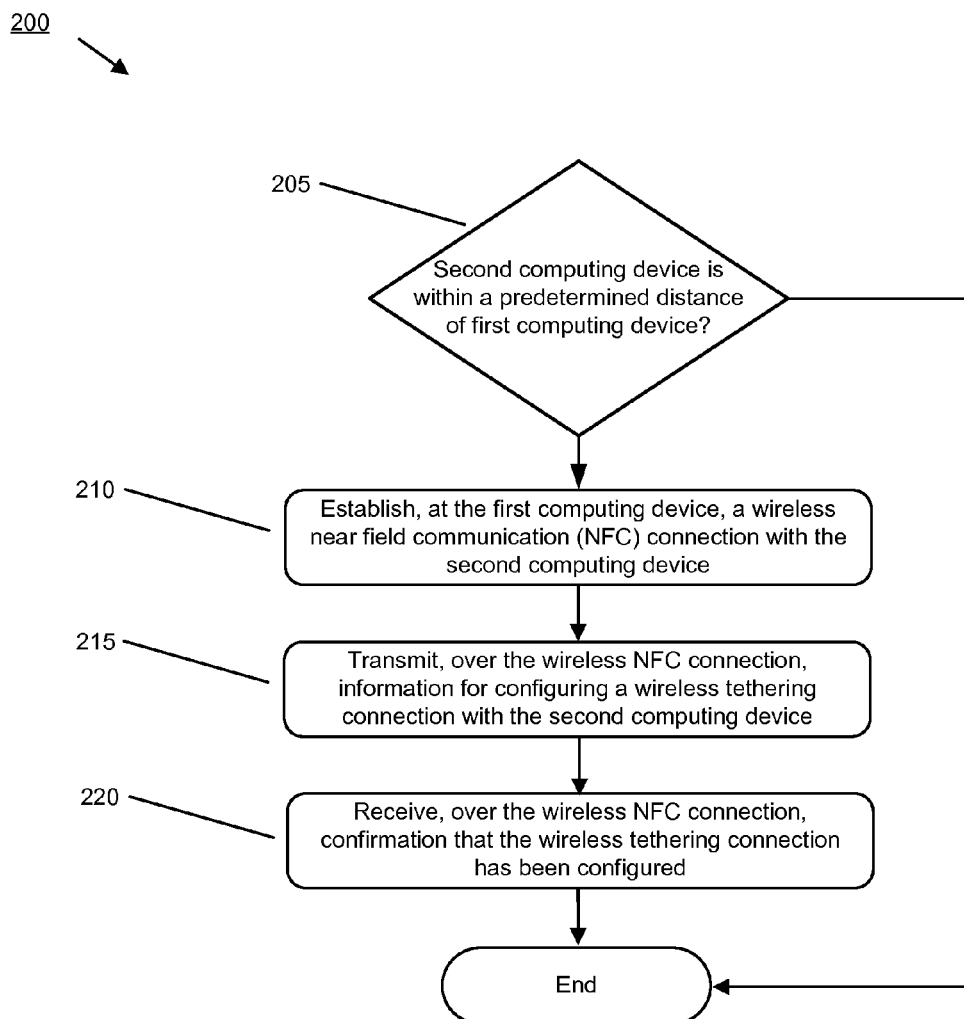 200
205
Second computing device is
within a predetermined distance
of first computing device?
210
Establish, at the first computing device, a wireless
near field communication (NFC) connection with the
second computing device
215
Transmit, over the wireless NFC connection,
information for configuring a wireless tethering
connection with the second computing device
220
Receive, over the wireless NFC connection,
confirmation that the wireless tethering connection
has been configured
End